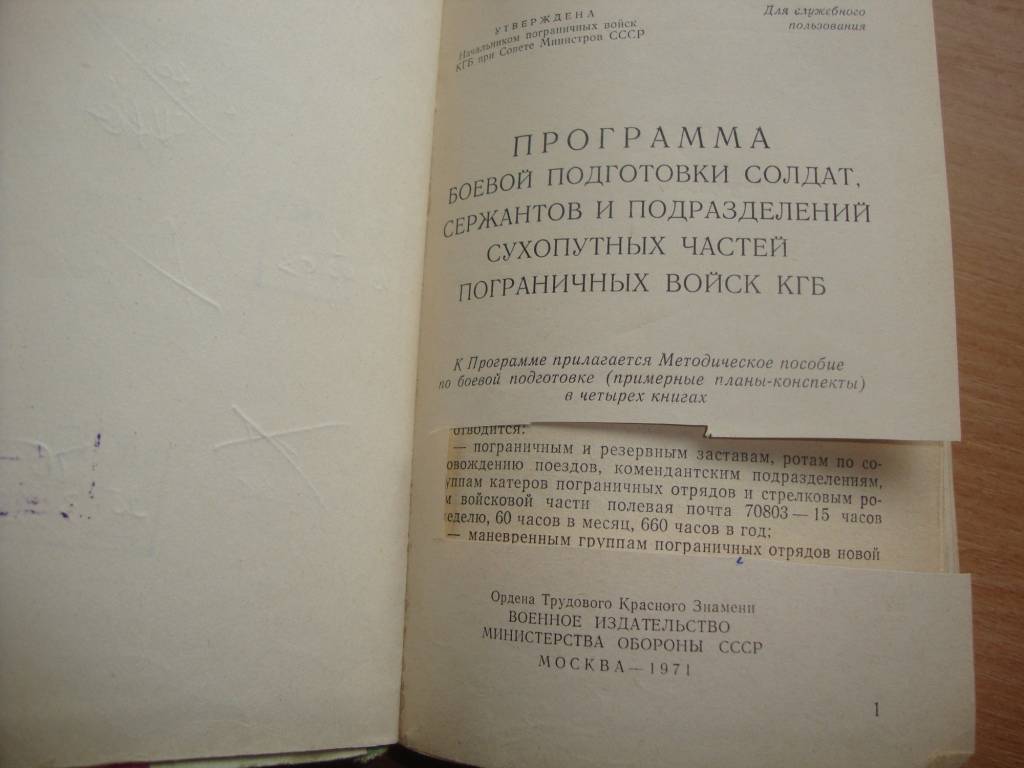 УТВЕРЖДЕНА
Начальником пограничных войск
КГБ при Совете Министров СССР
Для служебного
пользования
ПРОГРАММА
БОЕВОЙ ПОДГОТОВКИ СОЛДАТ,
СЕРЖАНТОВ И ПОДРАЗДЕЛЕНИЙ
СУХОПУТНЫХ ЧАСТЕЙ
ПОГРАНИЧНЫХ ВОЙСК КГБ
К Программе прилагается Методическое пособие
по боевой подготовке (примерные планы-конспекты)
в четырех книгах
отводится:
— пограничным и резервным заставам, ротам по со-
овождению поездов, комендантским подразделениям,
уппам катеров пограничных отрядов и стрелковым ро-
м войсковой части полевая почта 70803 — 15 часов
еделю, 60 часов в месяц, 660 часов в год;
— маневренным группам пограничных отрядов новой
Ордена Трудового Красного Знамени
ВОЕННОЕ ИЗДАТЕЛЬСТВО
МИНИСТЕРСТВА ОБОРОНЫ СССР
МОСКВА — 1971
1